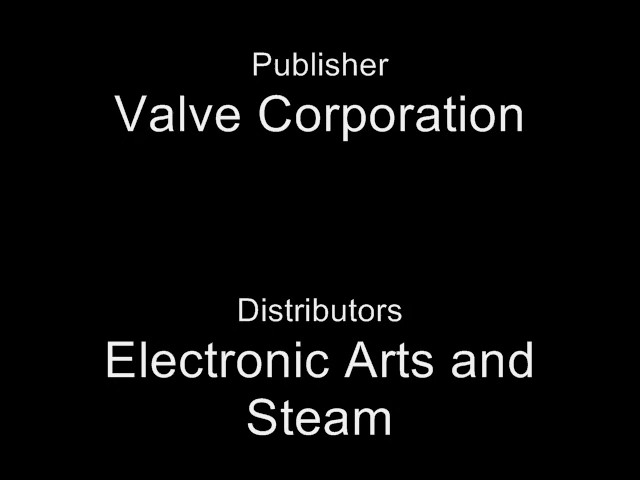 Publisher
Valve Corporation
Distributors
Electronic Arts and
Steam